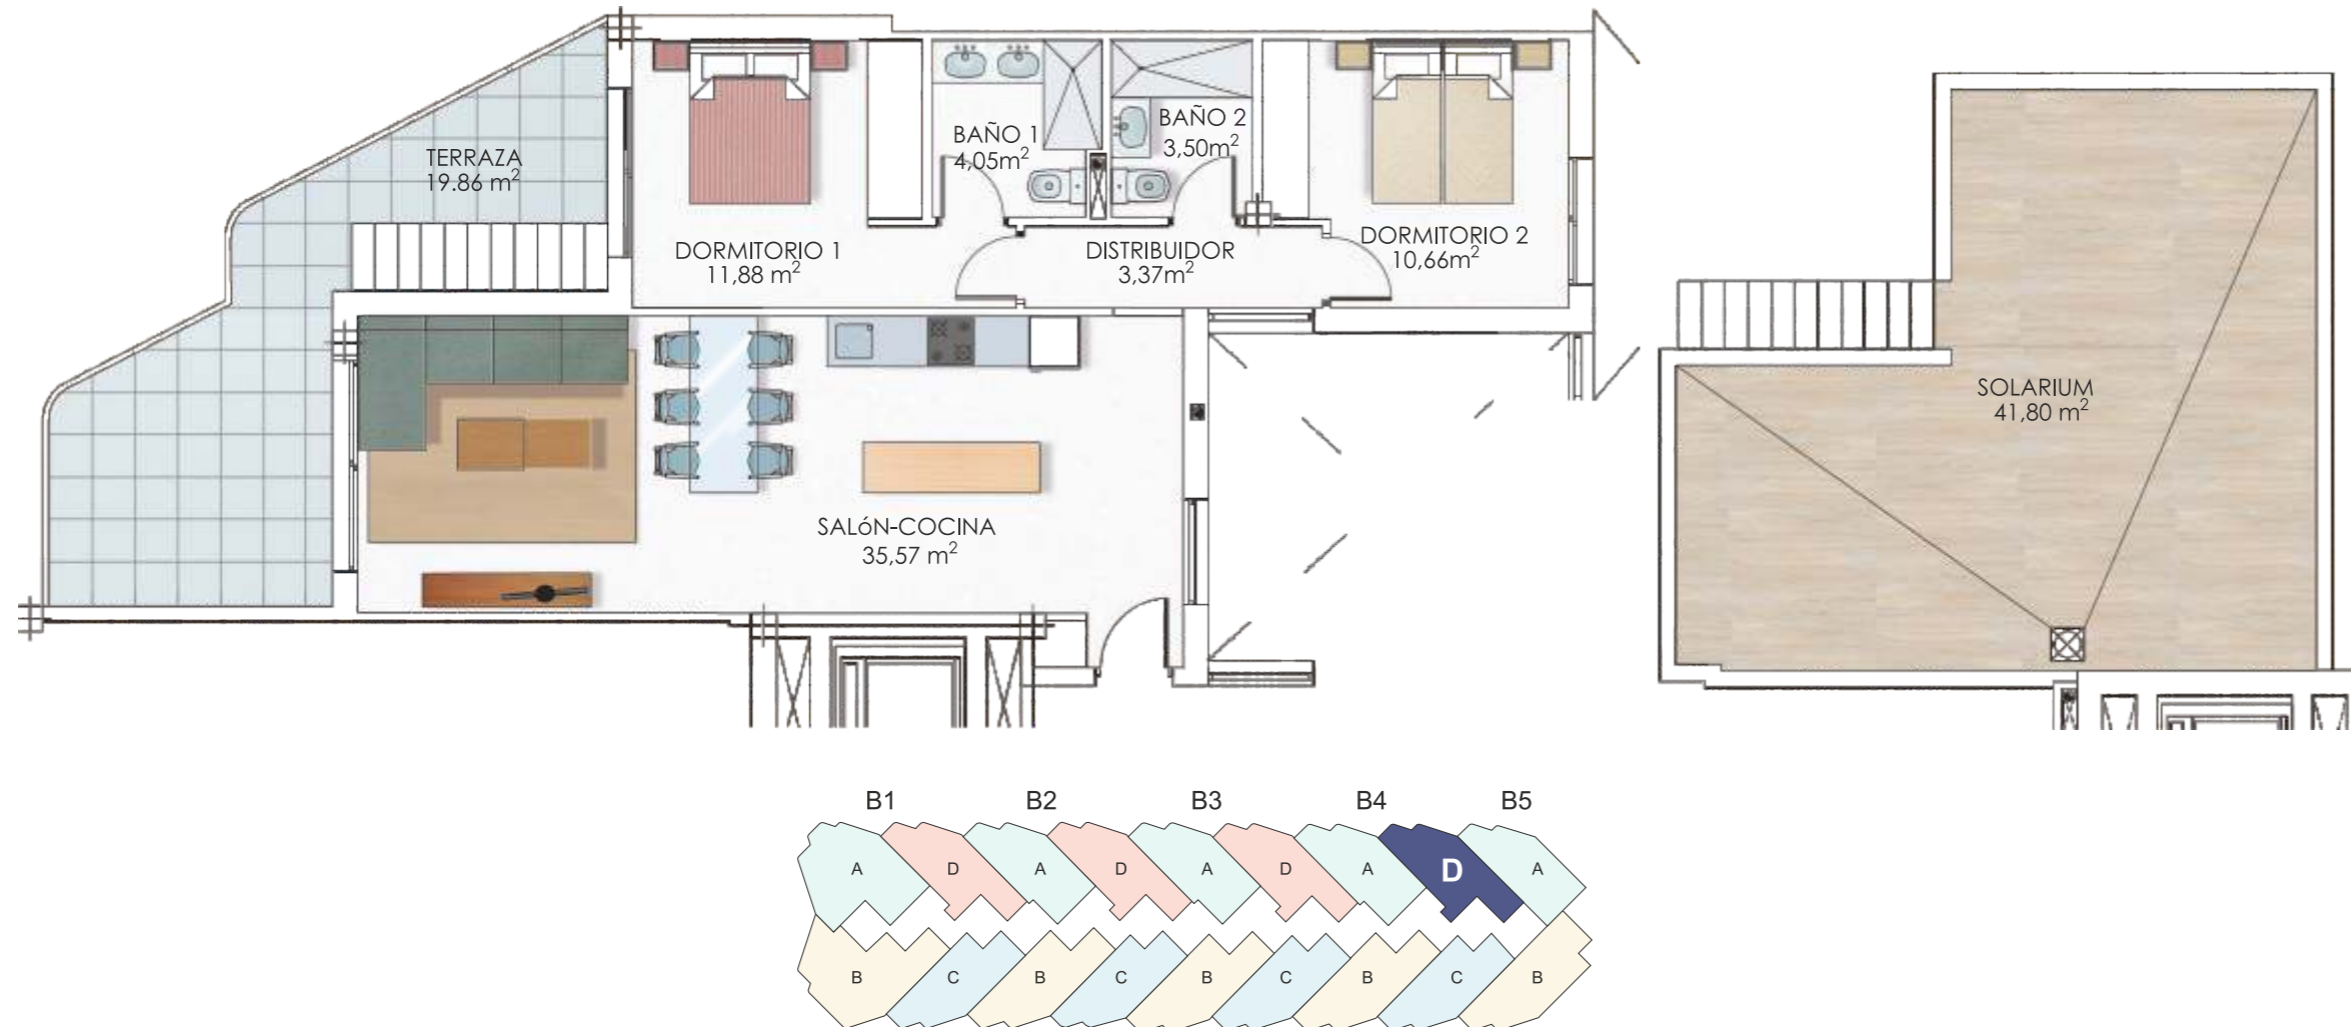 TERRAZA
19.86 m²
DORMITORIO 1
11,88 m²
BAÑO 1
4,05m²
BAÑO 2
3,50m²
DISTRIBUIDOR
3,37m²
DORMITORIO 2
10,66m²
SALóN-COCINA
35,57 m²
SOLARIUM
41,80 m²
B1 B2 B3 B4 B5
A D A D A D A D A
B C B C B C B C B